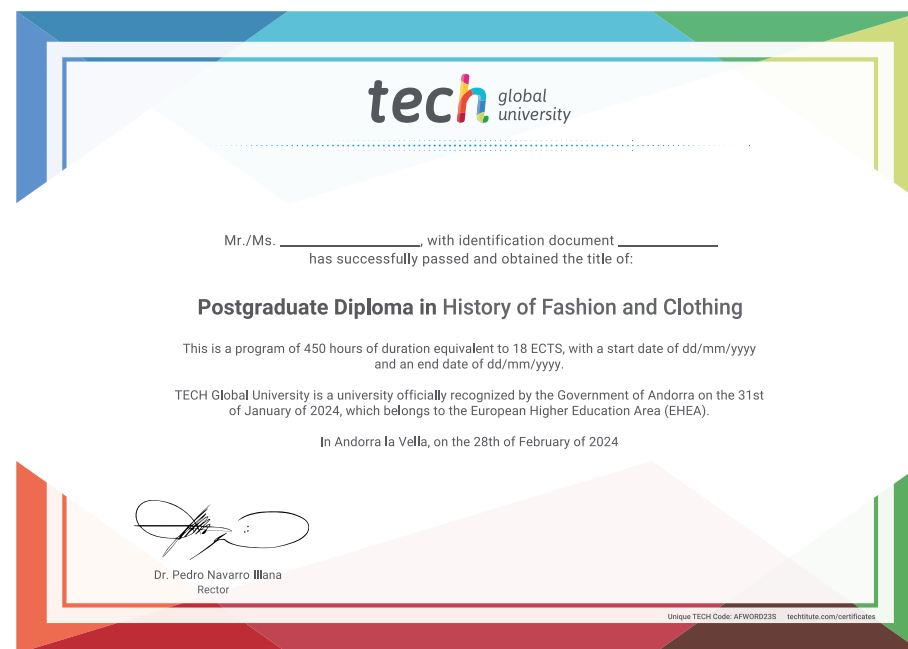 tech global university
Mr./Ms. ____________, with identification document ____________
has successfully passed and obtained the title of:
Postgraduate Diploma in History of Fashion and Clothing
This is a program of 450 hours of duration equivalent to 18 ECTS, with a start date of dd/mm/yyyy
and an end date of dd/mm/yyyy.
TECH Global University is a university officially recognized by the Government of Andorra on the 31st
of January of 2024, which belongs to the European Higher Education Area (EHEA).
In Andorra la Vella, on the 28th of February of 2024
Dr. Pedro Navarro Illana
Rector
Unique TECH Code: AFWORD23S techtitute.com/certificates